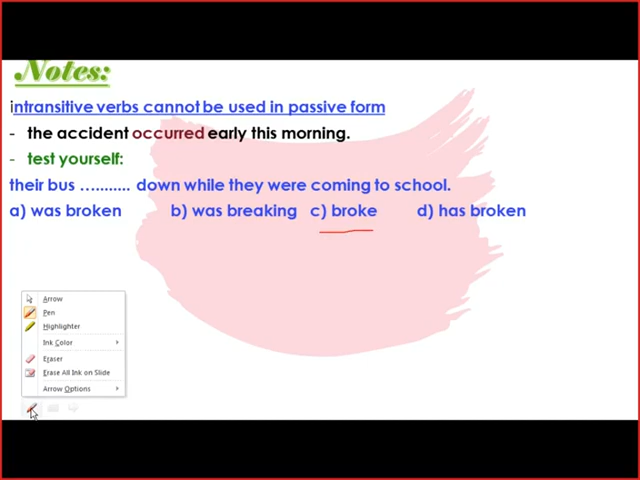 Notes:
intransitive verbs cannot be used in passive form
- the accident occurred early this morning.
- test yourself:
their bus …........ down while they were coming to school.
a) was broken b) was breaking c) broke d) has broken
Arrow
Pen
Highlighter
Ink Color
Eraser
Erase All Ink on Slide
Arrow Options